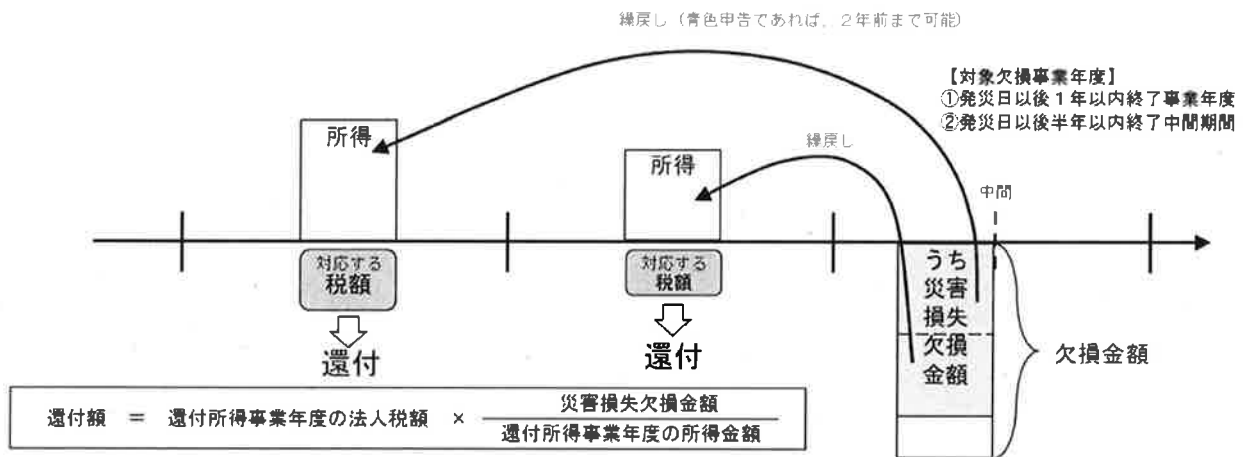 繰戻し（青色申告であれば、２年前まで可能）
【対象欠損事業年度】
①発災日以後１年以内終了事業年度
②発災日以後半年以内終了中間期間
所得
繰戻し
所得
中間
対応する
税額
対応する
税額
うち
災害
損失
欠損
金額
欠損金額
還付
還付
還付額 ＝ 還付所得事業年度の法人税額 × 災害損失欠損金額
還付所得事業年度の所得金額